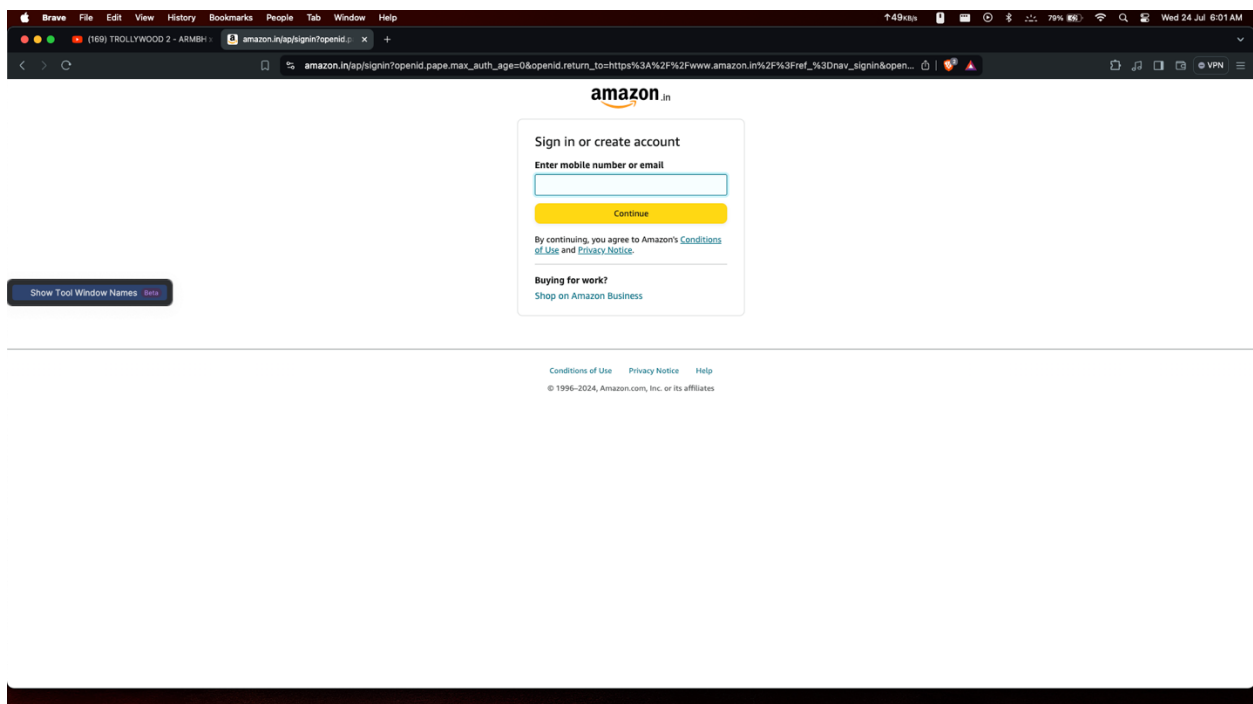 Brave File Edit View History Bookmarks People Tab Window Help ↑49KB/s 79% Wed 24 Jul 6:01 AM
(169) TROLLYWOOD 2 - ARMBH amazon.in/ap/signin?openid.p
amazon.in/ap/signin?openid.pape.max_auth_age=0&openid.return_to=https%3A%2F%2Fwww.amazon.in%2F%3Fref_%3Dnav_signin&open... VPN
amazon.in
Sign in or create account
Enter mobile number or email
Continue
By continuing, you agree to Amazon's Conditions
of Use and Privacy Notice.
Buying for work?
Shop on Amazon Business
Show Tool Window Names Beta
Conditions of Use Privacy Notice Help
© 1996–2024, Amazon.com, Inc. or its affiliates